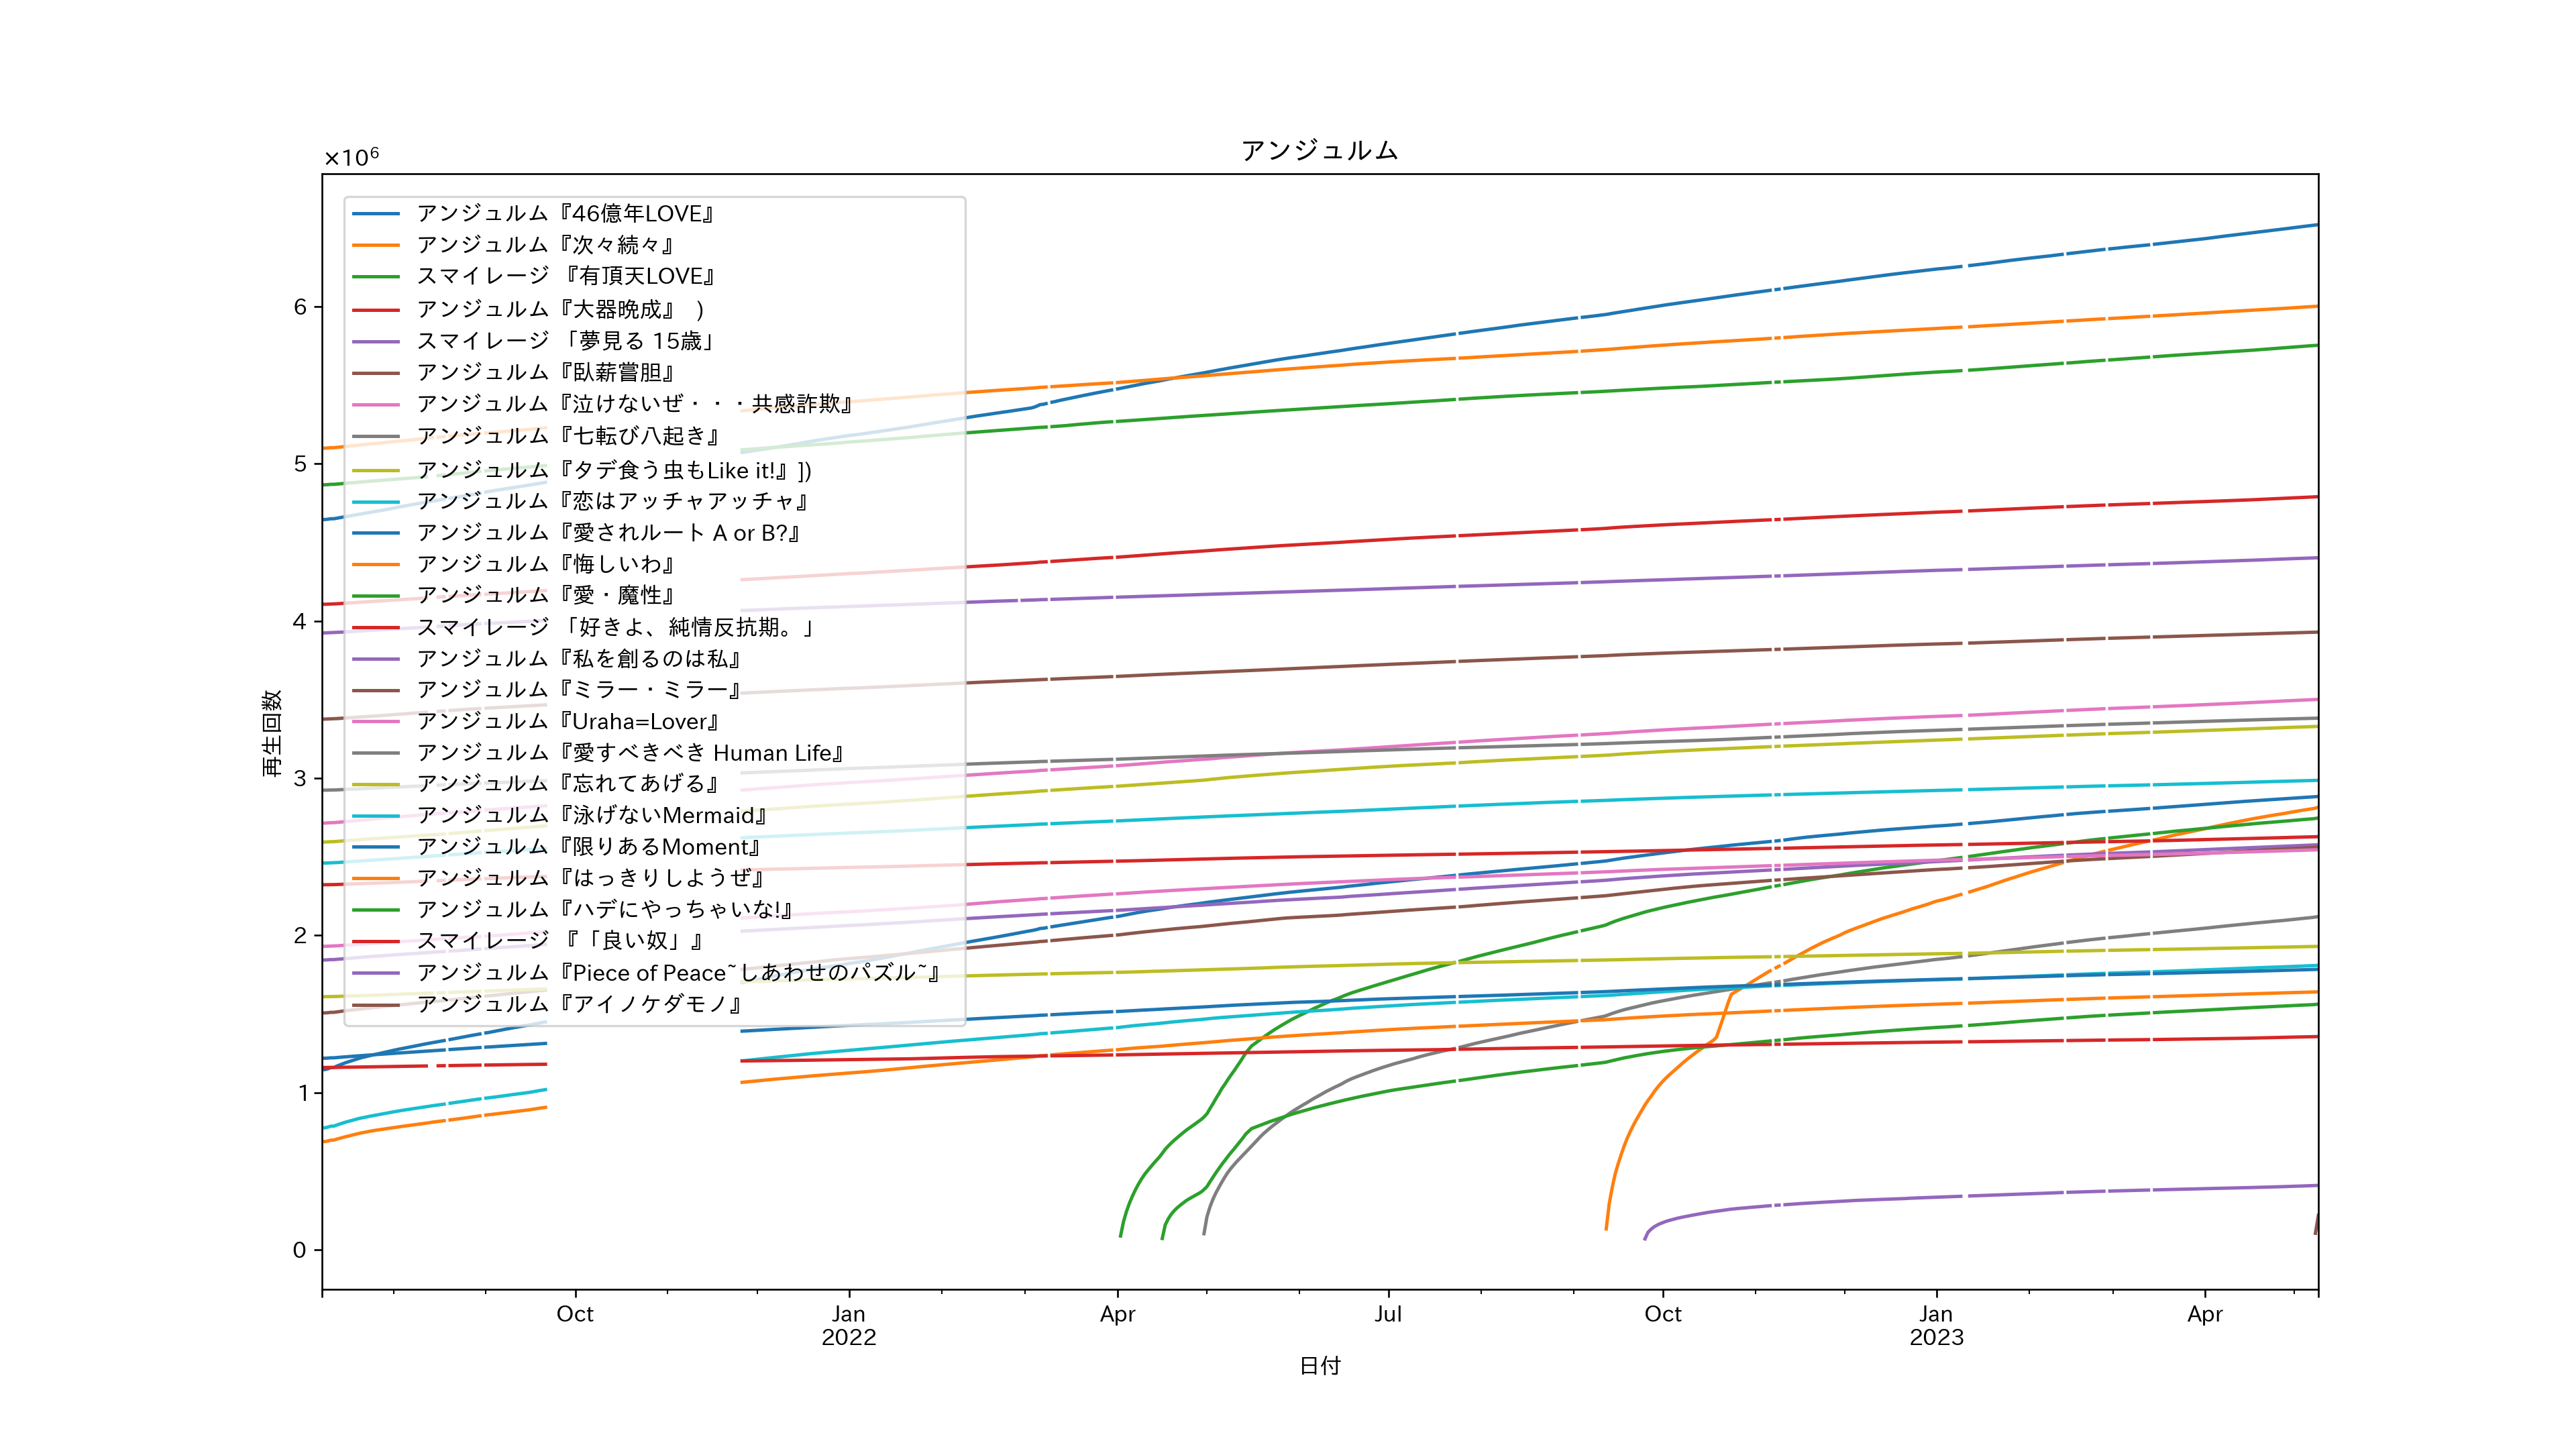 アンジュルム
×10⁶
アンジュルム『46億年LOVE』
アンジュルム『次々続々』
スマイレージ 『有頂天LOVE』
アンジュルム『大器晩成』 )
スマイレージ 「夢見る 15歳」
アンジュルム『臥薪嘗胆』
アンジュルム『泣けないぜ・・・共感詐欺』
アンジュルム『七転び八起き』
アンジュルム『タデ食う虫もLike it!』])
アンジュルム『恋はアッチャアッチャ』
アンジュルム『愛されルート A or B?』
アンジュルム『悔しいわ』
アンジュルム『愛・魔性』
スマイレージ 「好きよ、純情反抗期。」
アンジュルム『私を創るのは私』
アンジュルム『ミラー・ミラー』
アンジュルム『Uraha=Lover』
アンジュルム『愛すべきべき Human Life』
アンジュルム『忘れてあげる』
アンジュルム『泳げないMermaid』
アンジュルム『限りあるMoment』
アンジュルム『はっきりしようぜ』
アンジュルム『ハデにやっちゃいな!』
スマイレージ 『「良い奴」』
アンジュルム『Piece of Peace~しあわせのパズル~』
アンジュルム『アイノケダモノ』
再生回数
6
5
4
3
2
1
0
Oct Jan Apr Jul Oct Jan Apr
2022 2023
日付